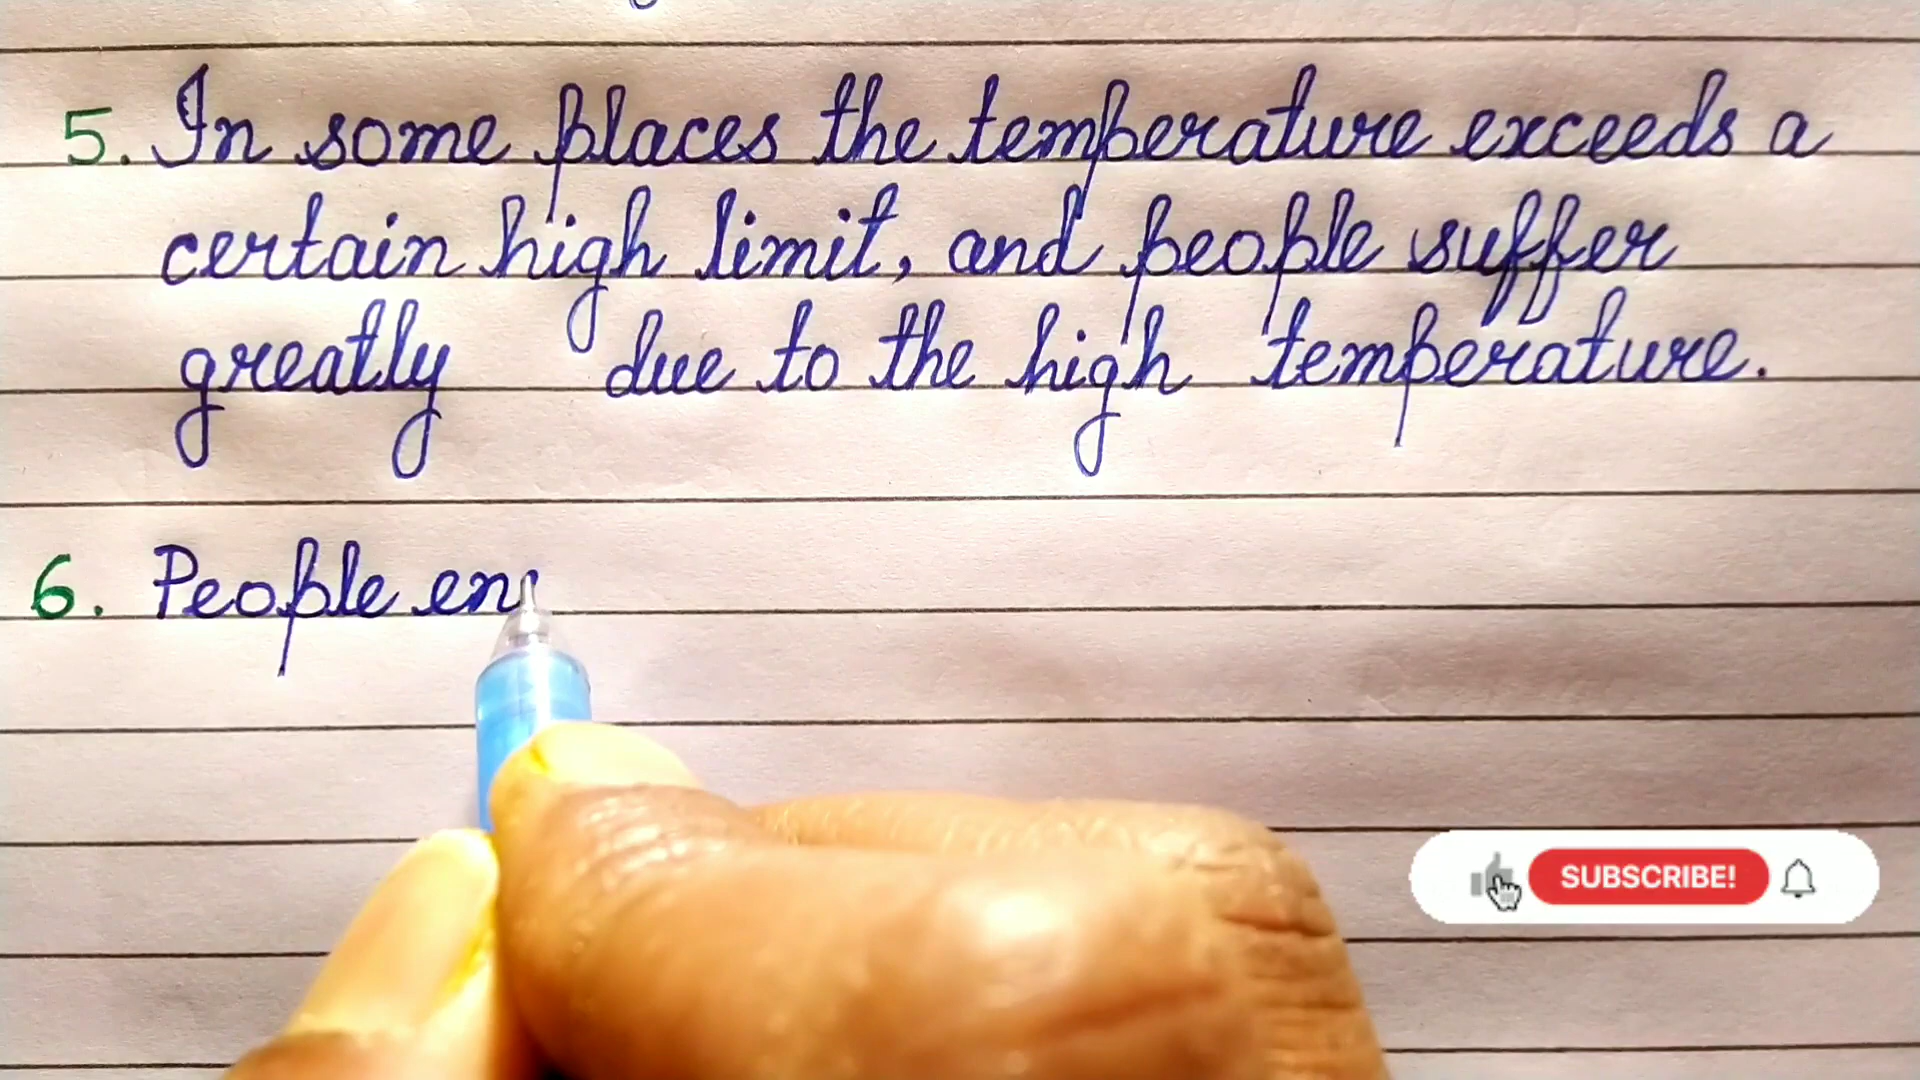 5. In some places the temperature exceeds a
certain high limit, and people suffer
greatly due to the high temperature.
6. People en
SUBSCRIBE!